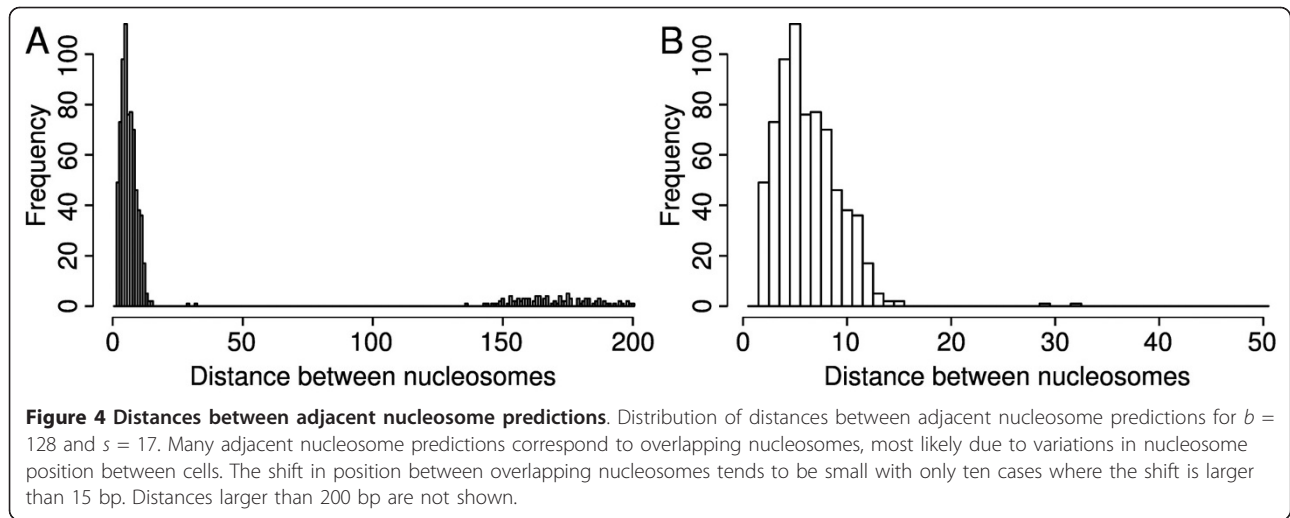 A
B
Frequency
0 20 40 60 80 100
0 50 100 150 200
Distance between nucleosomes
Frequency
0 20 40 60 80 100
0 10 20 30 40 50
Distance between nucleosomes
Figure 4 Distances between adjacent nucleosome predictions. Distribution of distances between adjacent nucleosome predictions for b =
128 and s = 17. Many adjacent nucleosome predictions correspond to overlapping nucleosomes, most likely due to variations in nucleosome
position between cells. The shift in position between overlapping nucleosomes tends to be small with only ten cases where the shift is larger
than 15 bp. Distances larger than 200 bp are not shown.